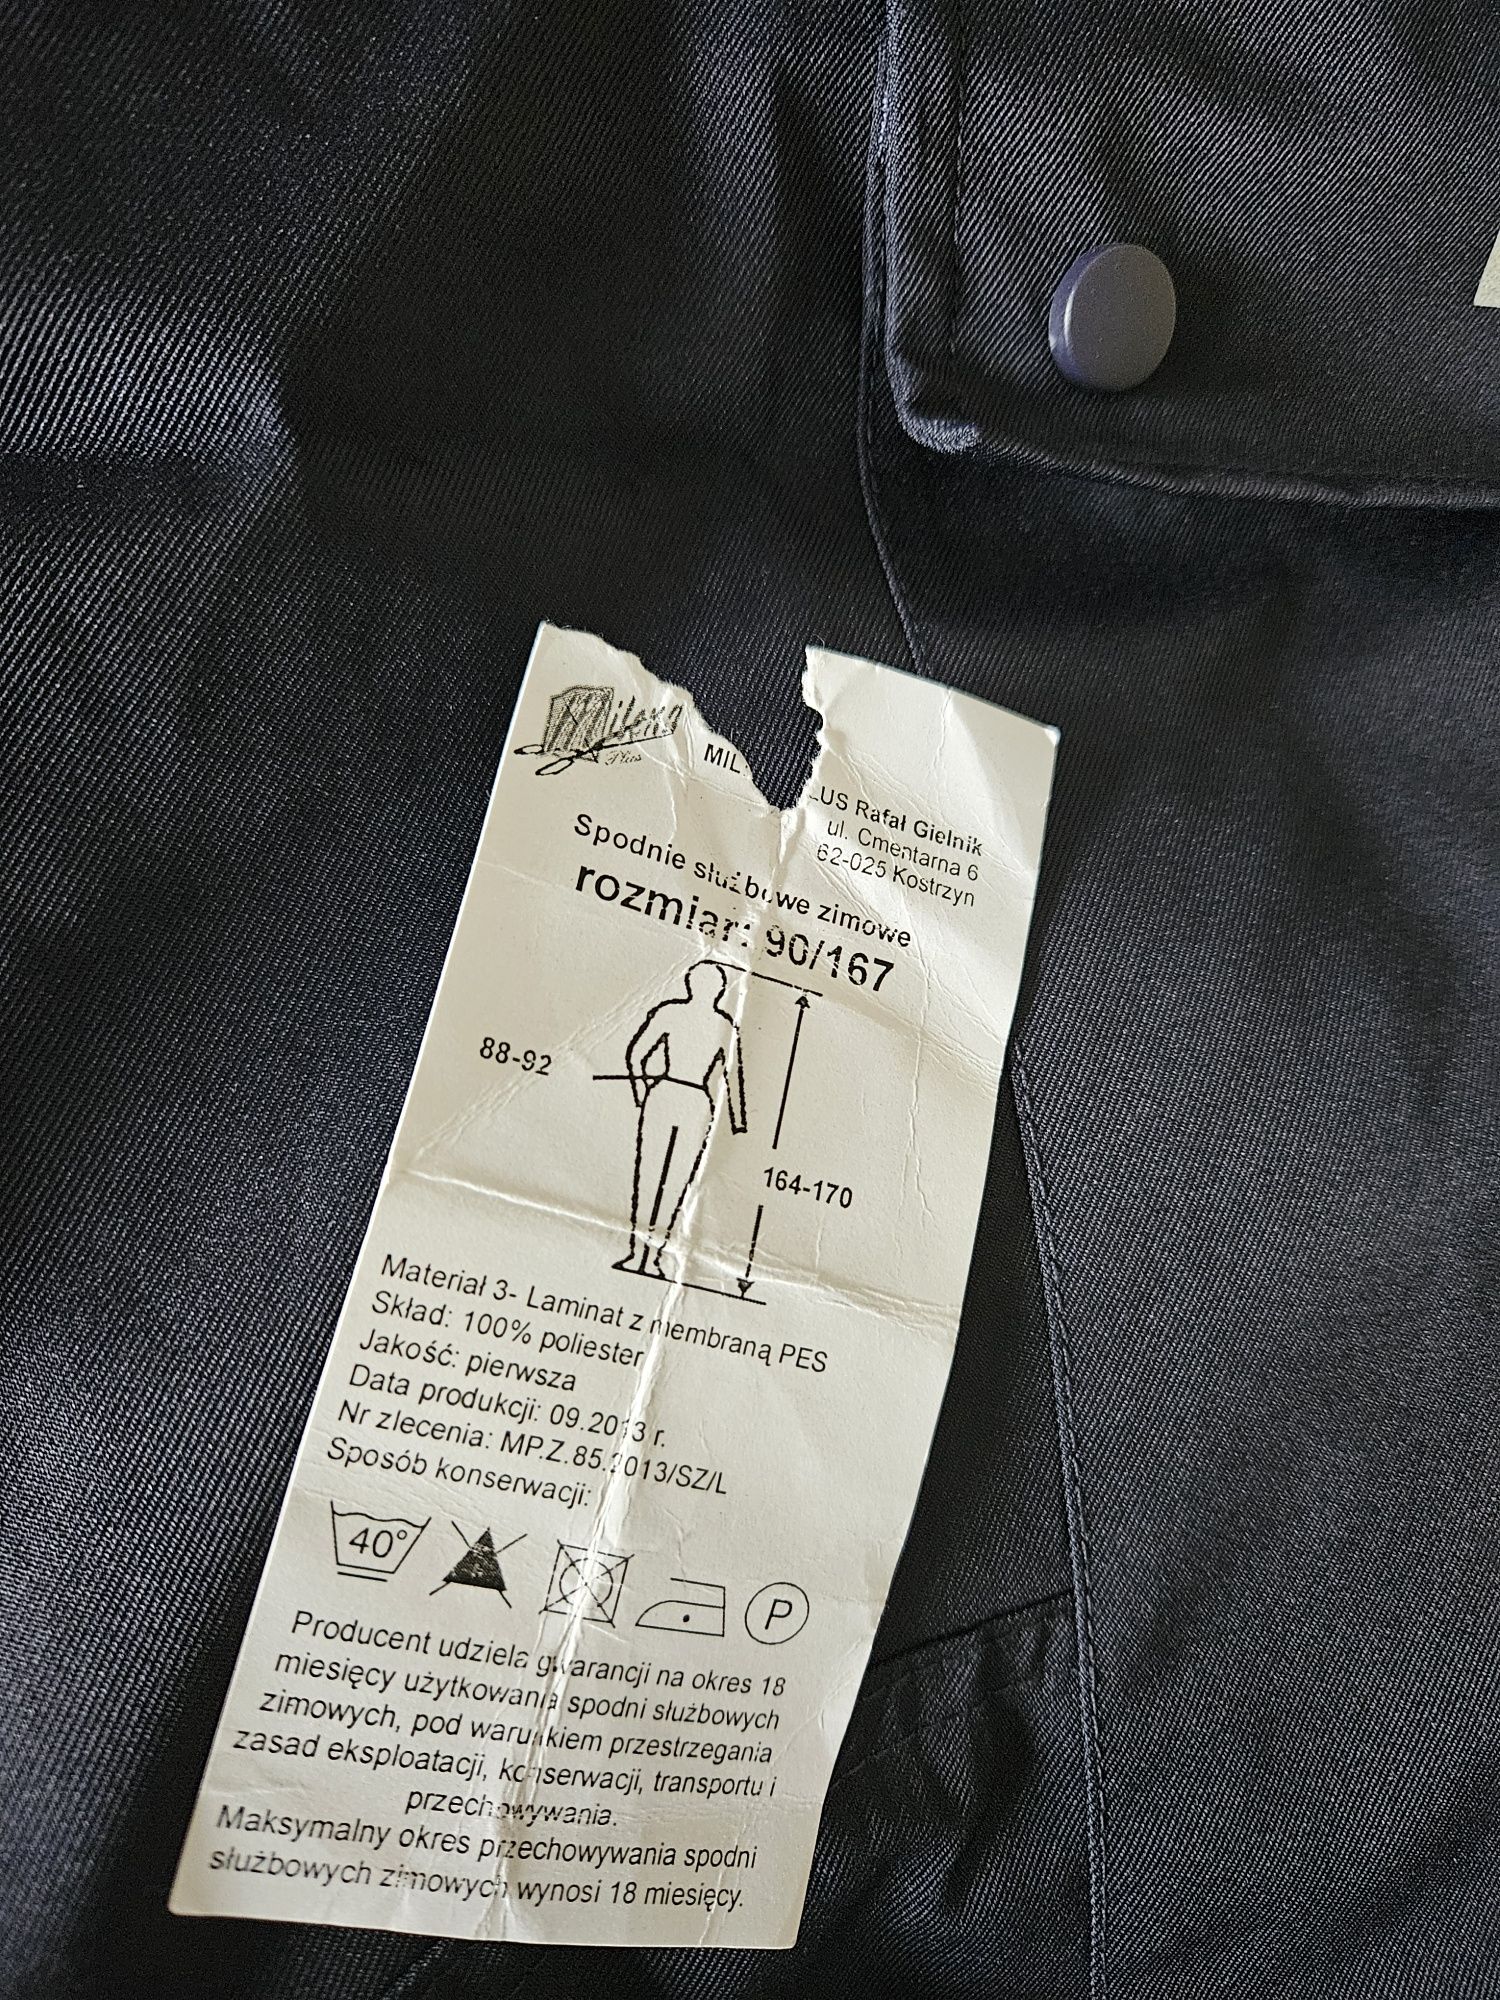 Milena
Plus
MIL
LUS Rafał Gielnik
ul. Cmentarna 6
62-025 Kostrzyn
Spodnie służbowe zimowe
rozmiar: 90/167
88-92
164-170
Materiał 3- Laminat z membraną PES
Skład: 100% poliester
Jakość: pierwsza
Data produkcji: 09.2013 r.
Nr zlecenia: MP.Z.85.2013/SZ/L
Sposób konserwacji:
40°
P
Producent udziela gwarancji na okres 18
miesięcy użytkowania spodni służbowych
zimowych, pod warunkiem przestrzegania
zasad eksploatacji, konserwacji, transportu i
przechowywania.
Maksymalny okres przechowywania spodni
służbowych zimowych wynosi 18 miesięcy.